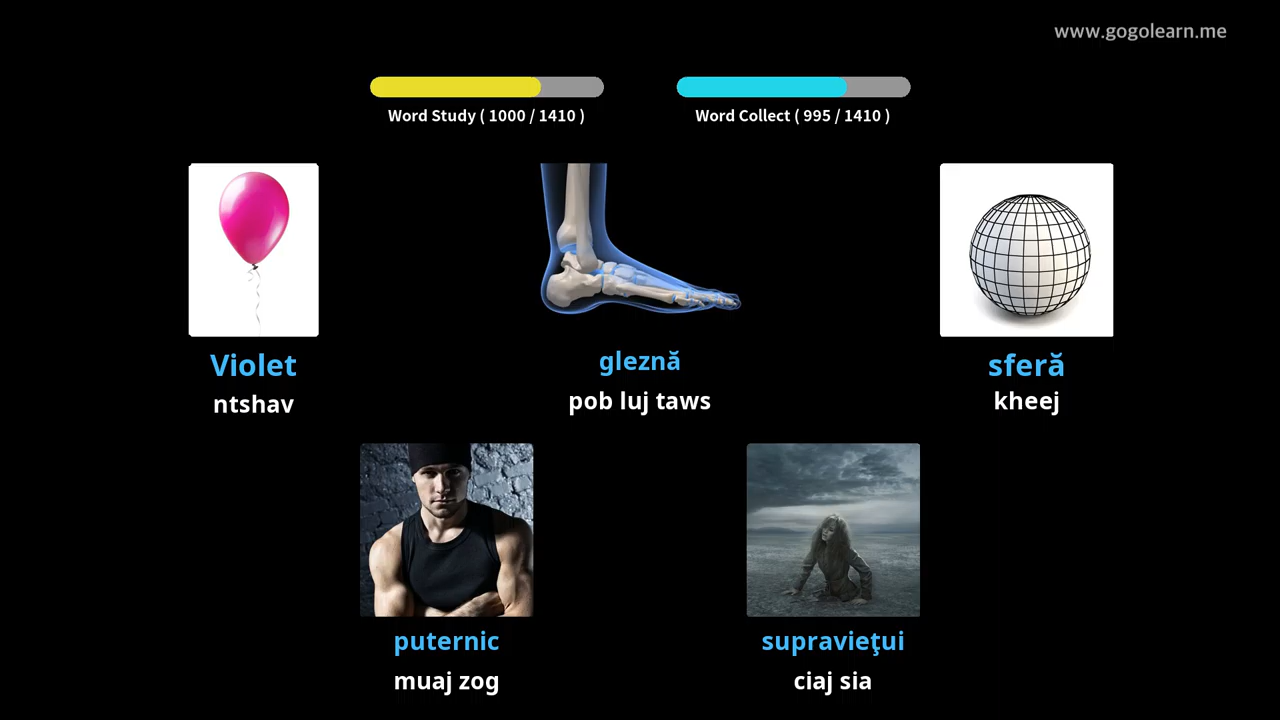 www.gogolearn.me
Word Study ( 1000 / 1410 )
Word Collect ( 995 / 1410 )
Violet
ntshav
gleznă
pob luj taws
sferă
kheej
puternic
muaj zog
supravieţui
ciaj sia